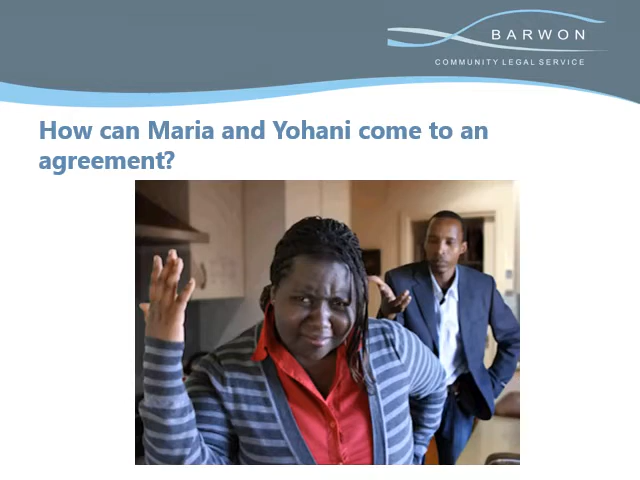 BARWON
COMMUNITY LEGAL SERVICE
How can Maria and Yohani come to an
agreement?